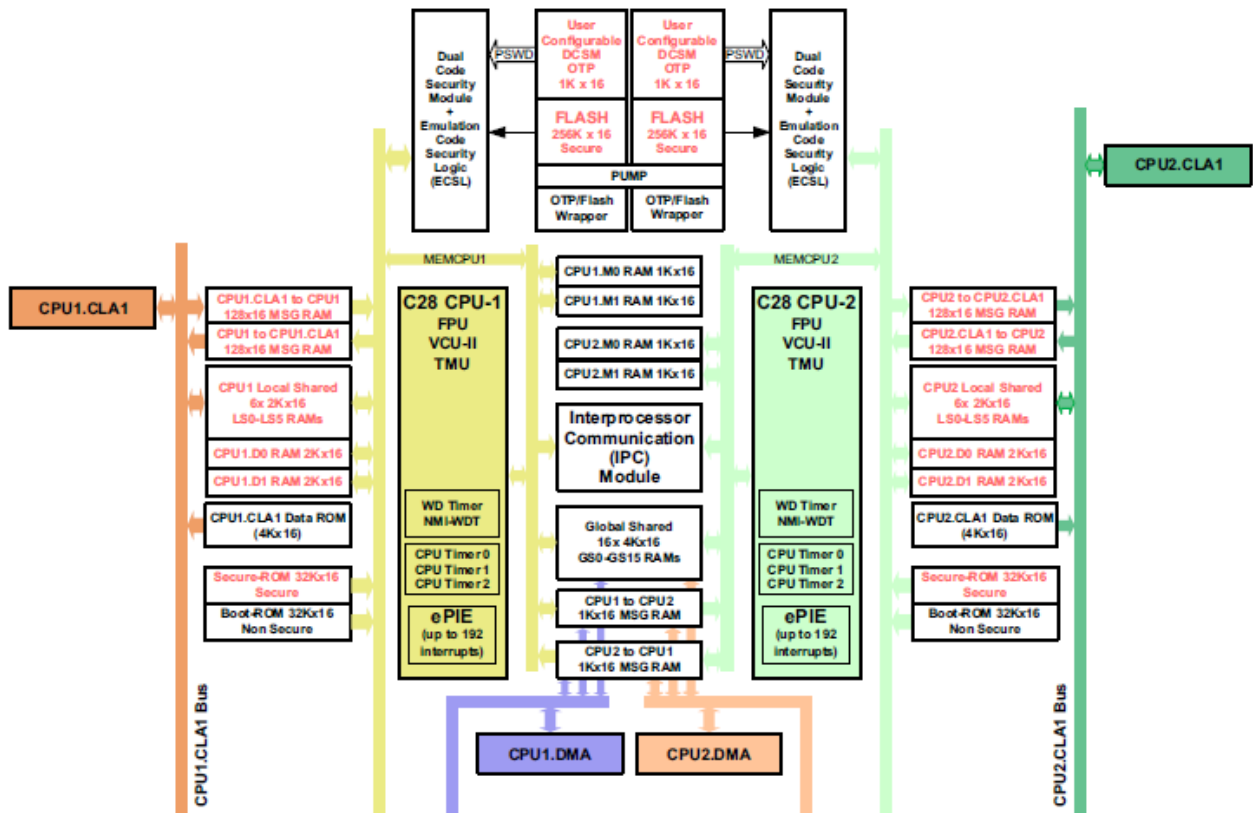 User
Configurable
DCSM
OTP
1K x 16
User
Configurable
DCSM
OTP
1K x 16
PSWD
PSWD
Dual
Code
Security
Module
+
Emulation
Code
Security
Logic
(ECSL)
Dual
Code
Security
Module
+
Emulation
Code
Security
Logic
(ECSL)
FLASH
256K x 16
Secure
FLASH
256K x 16
Secure
PUMP
OTP/Flash
Wrapper
OTP/Flash
Wrapper
CPU2.CLA1
MEMCPU1
MEMCPU2
CPU1.CLA1
CPU1.CLA1 to CPU1
128x16 MSG RAM
CPU1 to CPU1.CLA1
128x16 MSG RAM
CPU1 Local Shared
6x 2Kx16
LS0-LS5 RAMs
CPU1.D0 RAM 2Kx16
CPU1.D1 RAM 2Kx16
CPU1.CLA1 Data ROM
(4Kx16)
Secure-ROM 32Kx16
Secure
Boot-ROM 32Kx16
Non Secure
C28 CPU-1
FPU
VCU-II
TMU
WD Timer
NMI-WDT
CPU Timer 0
CPU Timer 1
CPU Timer 2
ePIE
(up to 192
interrupts)
CPU1.M0 RAM 1Kx16
CPU1.M1 RAM 1Kx16
CPU2.M0 RAM 1Kx16
CPU2.M1 RAM 1Kx16
Interprocessor
Communication
(IPC)
Module
Global Shared
16x 4Kx16
GS0-GS15 RAMs
CPU1 to CPU2
1Kx16 MSG RAM
CPU2 to CPU1
1Kx16 MSG RAM
C28 CPU-2
FPU
VCU-II
TMU
WD Timer
NMI-WDT
CPU Timer 0
CPU Timer 1
CPU Timer 2
ePIE
(up to 192
interrupts)
CPU2 to CPU2.CLA1
128x16 MSG RAM
CPU2.CLA1 to CPU2
128x16 MSG RAM
CPU2 Local Shared
6x 2Kx16
LS0-LS5 RAMs
CPU2.D0 RAM 2Kx16
CPU2.D1 RAM 2Kx16
CPU2.CLA1 Data ROM
(4Kx16)
Secure-ROM 32Kx16
Secure
Boot-ROM 32Kx16
Non Secure
CPU1.CLA1 Bus
CPU2.CLA1 Bus
CPU1.DMA
CPU2.DMA